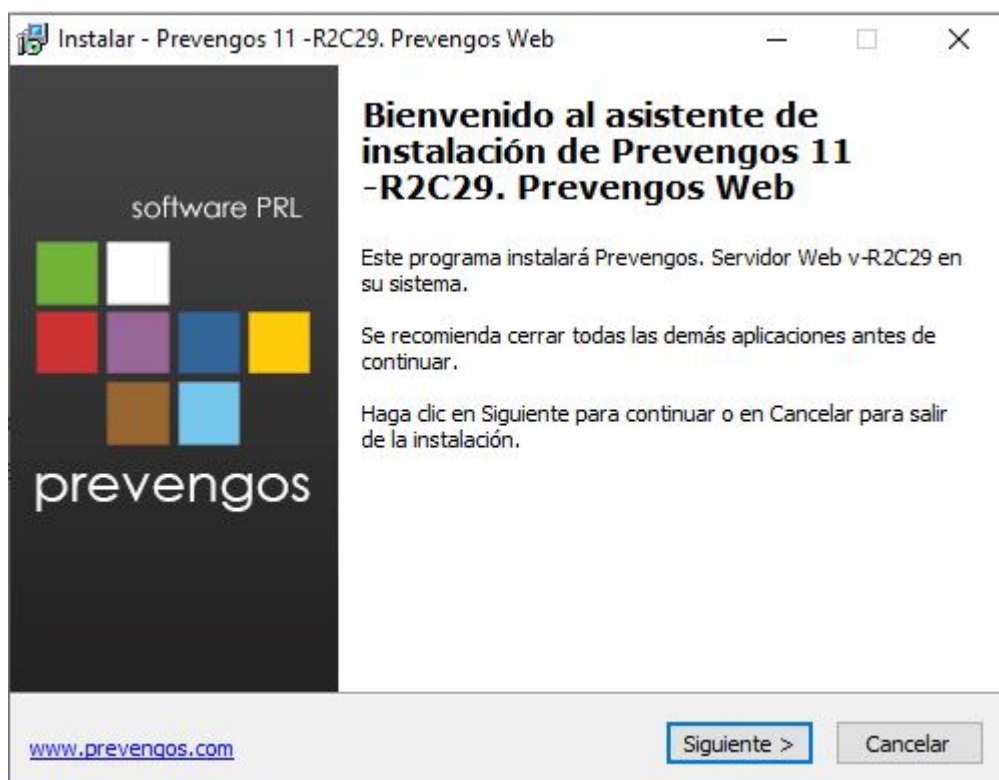 Instalar - Prevengos 11 -R2C29. Prevengos Web
software PRL
prevengos
Bienvenido al asistente de
instalación de Prevengos 11
-R2C29. Prevengos Web
Este programa instalará Prevengos. Servidor Web v-R2C29 en
su sistema.
Se recomienda cerrar todas las demás aplicaciones antes de
continuar.
Haga clic en Siguiente para continuar o en Cancelar para salir
de la instalación.
www.prevengos.com
Siguiente >
Cancelar